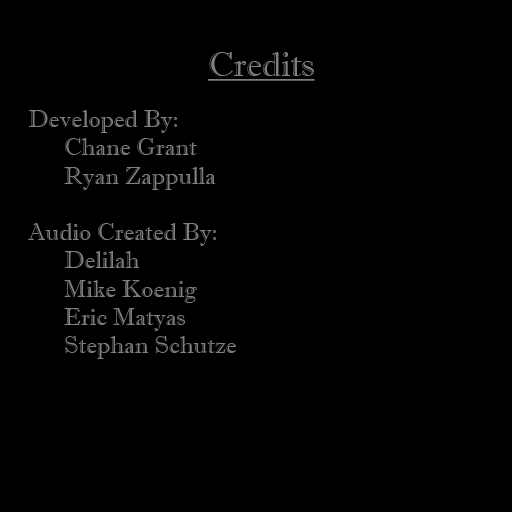 Credits
Developed By:
Chane Grant
Ryan Zappulla
Audio Created By:
Delilah
Mike Koenig
Eric Matyas
Stephan Schutze